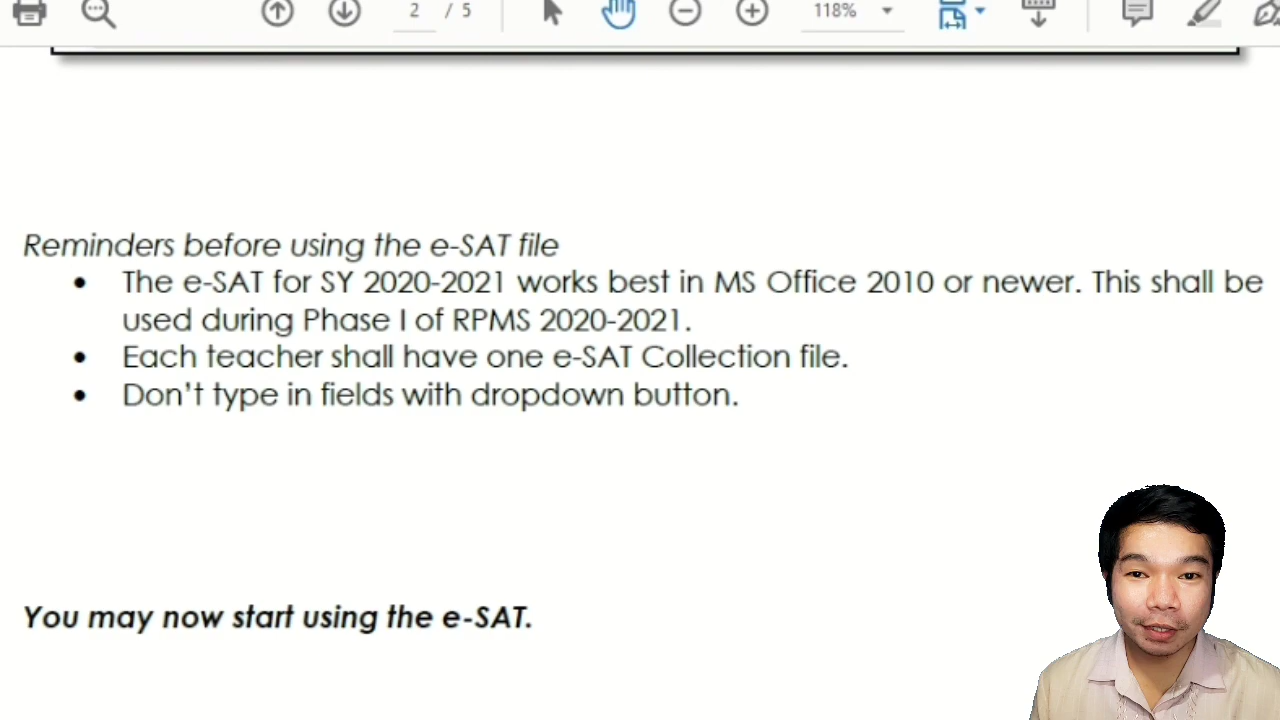 2 / 5 118%
Reminders before using the e-SAT file
• The e-SAT for SY 2020-2021 works best in MS Office 2010 or newer. This shall be
used during Phase I of RPMS 2020-2021.
• Each teacher shall have one e-SAT Collection file.
• Don't type in fields with dropdown button.
You may now start using the e-SAT.